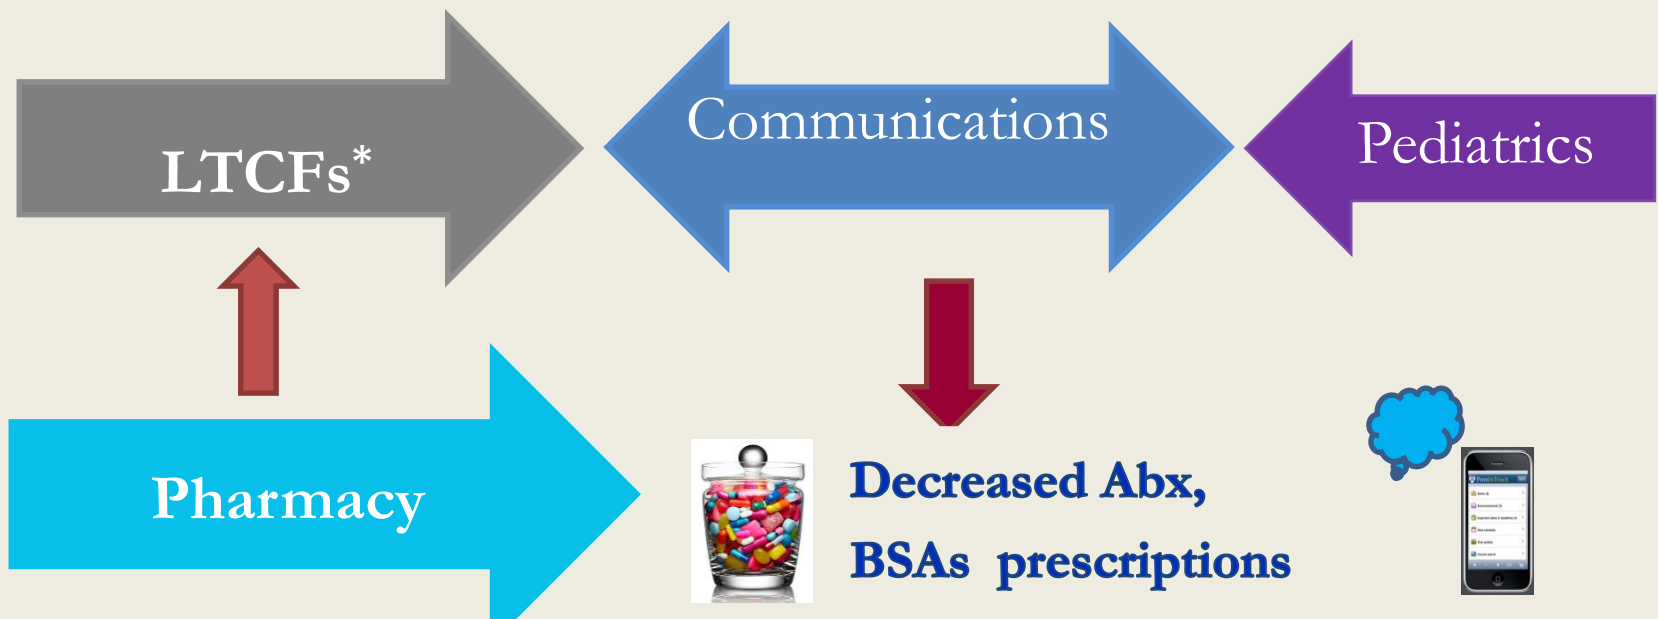 LTCFs*
Communications
Pediatrics
Pharmacy
Decreased Abx,
BSAs prescriptions